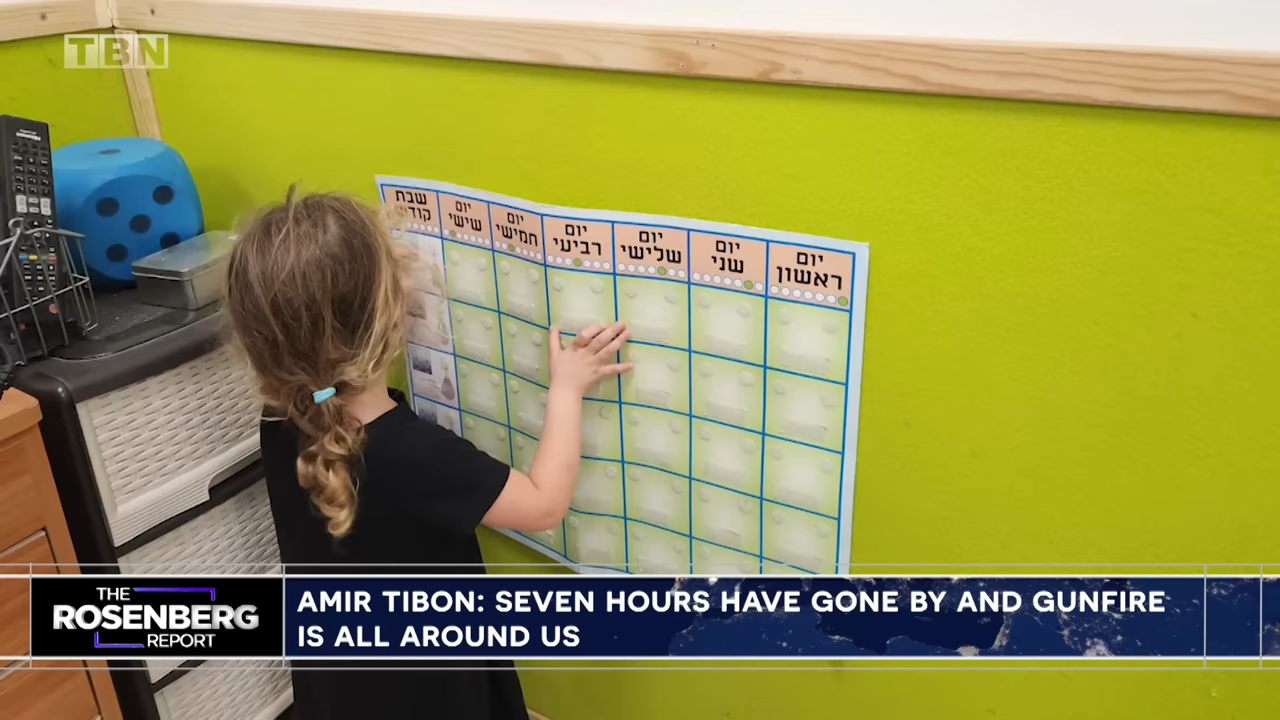 TBN
יום
ראשון
יום
שני
יום
שלישי
יום
רביעי
יום
חמישי
יום
שישי
שבת
קודש
THE
ROSENBERG
REPORT
AMIR TIBON: SEVEN HOURS HAVE GONE BY AND GUNFIRE
IS ALL AROUND US